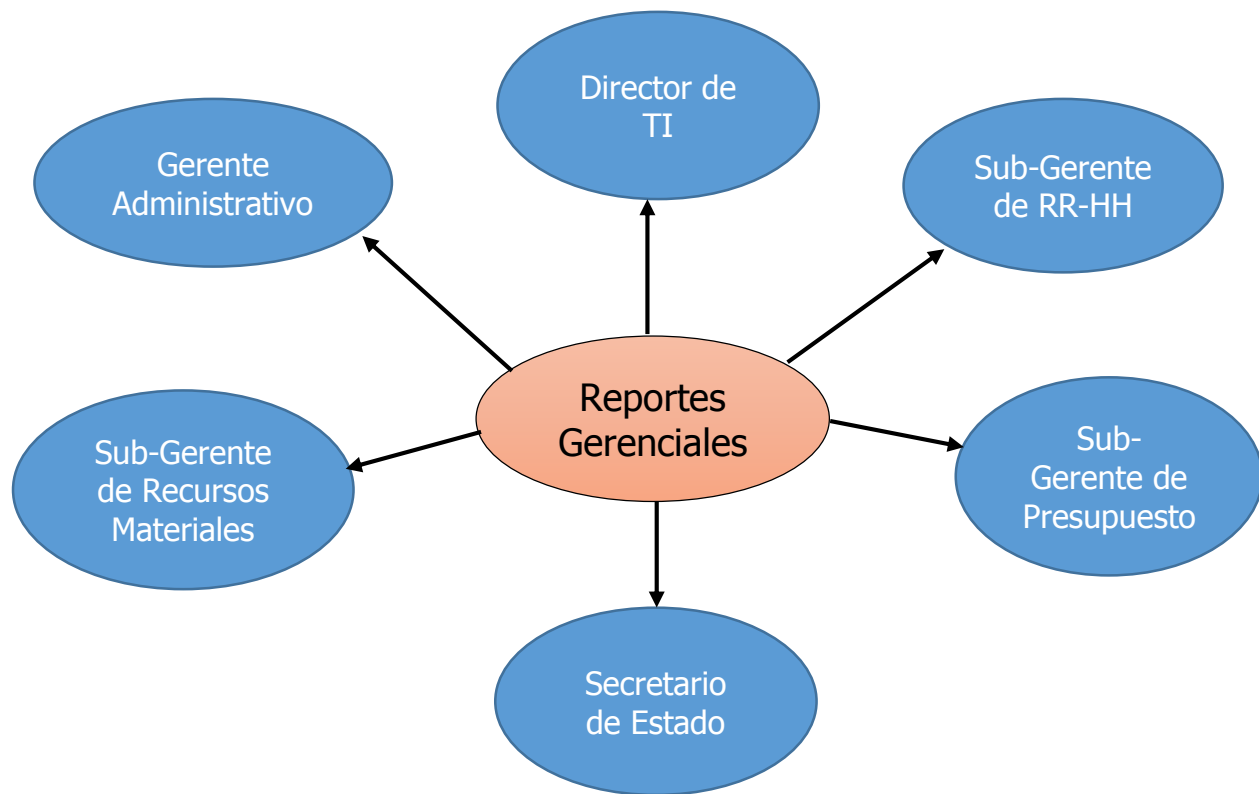 Director de
TI
Gerente
Administrativo
Sub-Gerente
de RR-HH
Reportes
Gerenciales
Sub-Gerente
de Recursos
Materiales
Sub-
Gerente de
Presupuesto
Secretario
de Estado